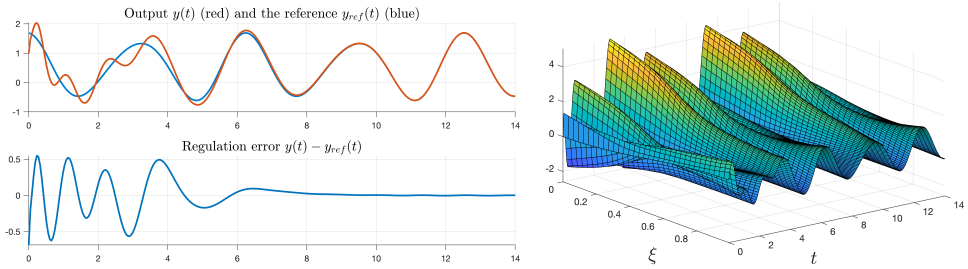 Output y(t) (red) and the reference y_ref(t) (blue)
2
1
0
-1
0 2 4 6 8 10 12 14
Regulation error y(t) − y_ref(t)
0.5
0
-0.5
0 2 4 6 8 10 12 14
4
2
0
-2
0.2 0.4 0.6 0.8
ξ
0 2 4 6 8 10 12 14
t